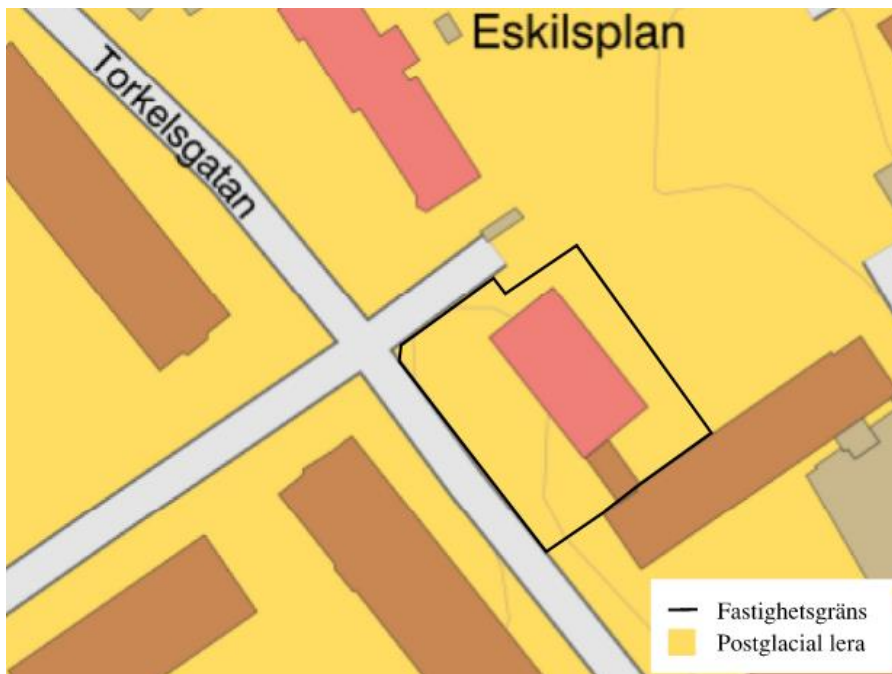 Eskilsplan
Torkelsgatan
Fastighetsgräns
Postglacial lera